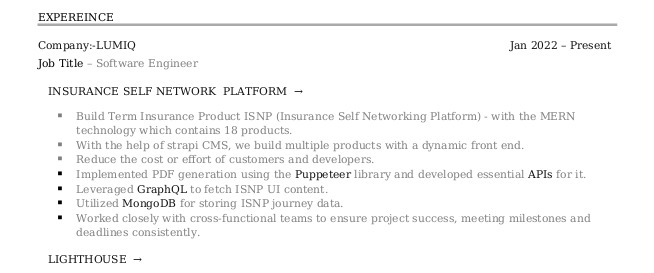 EXPEREINCE
Company:-LUMIQ Jan 2022 – Present
Job Title – Software Engineer
INSURANCE SELF NETWORK PLATFORM →
▪ Build Term Insurance Product ISNP (Insurance Self Networking Platform) - with the MERN
technology which contains 18 products.
▪ With the help of strapi CMS, we build multiple products with a dynamic front end.
▪ Reduce the cost or effort of customers and developers.
▪ Implemented PDF generation using the Puppeteer library and developed essential APIs for it.
▪ Leveraged GraphQL to fetch ISNP UI content.
▪ Utilized MongoDB for storing ISNP journey data.
▪ Worked closely with cross-functional teams to ensure project success, meeting milestones and
deadlines consistently.
LIGHTHOUSE →